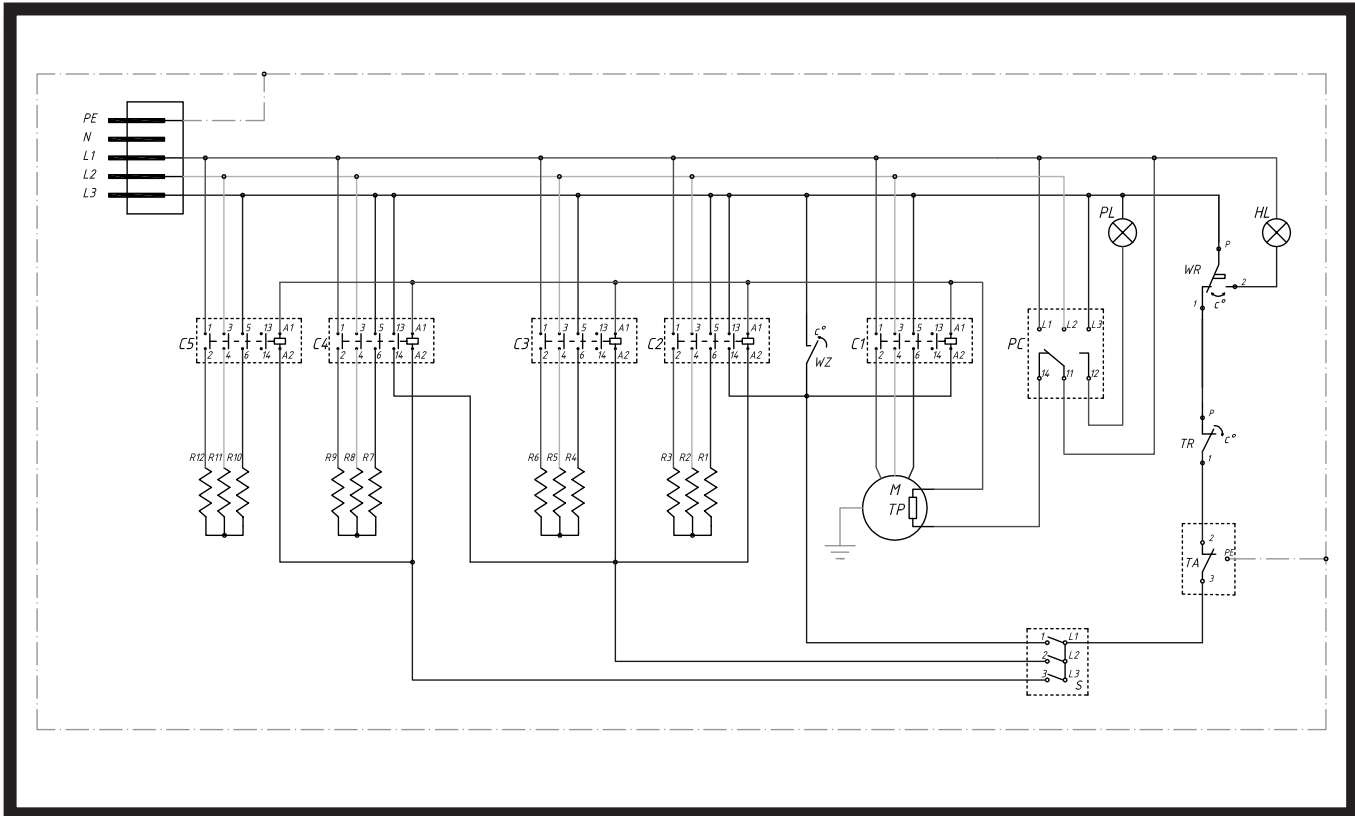 PE
N
L1
L2
L3
PL
HL
P
WR
2
1
c°
C5 1 3 5 13 A1
2 4 6 14 A2
C4 1 3 5 13 A1
2 4 6 14 A2
C3 1 3 5 13 A1
2 4 6 14 A2
C2 1 3 5 13 A1
2 4 6 14 A2
c°
WZ
C1 1 3 5 13 A1
2 4 6 14 A2
PC L1 L2 L3
14 11 12
P
TR c°
1
R12 R11 R10
R9 R8 R7
R6 R5 R4
R3 R2 R1
M
TP
2
TA PE
3
1 L1
2 L2
3 L3
S